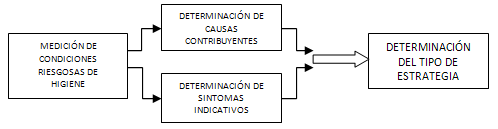 MEDICIÓN DE
CONDICIONES
RIESGOSAS DE
HIGIENE
DETERMINACIÓN DE
CAUSAS
CONTRIBUYENTES
DETERMINACIÓN DE
SINTOMAS
INDICATIVOS
DETERMINACIÓN
DEL TIPO DE
ESTRATEGIA